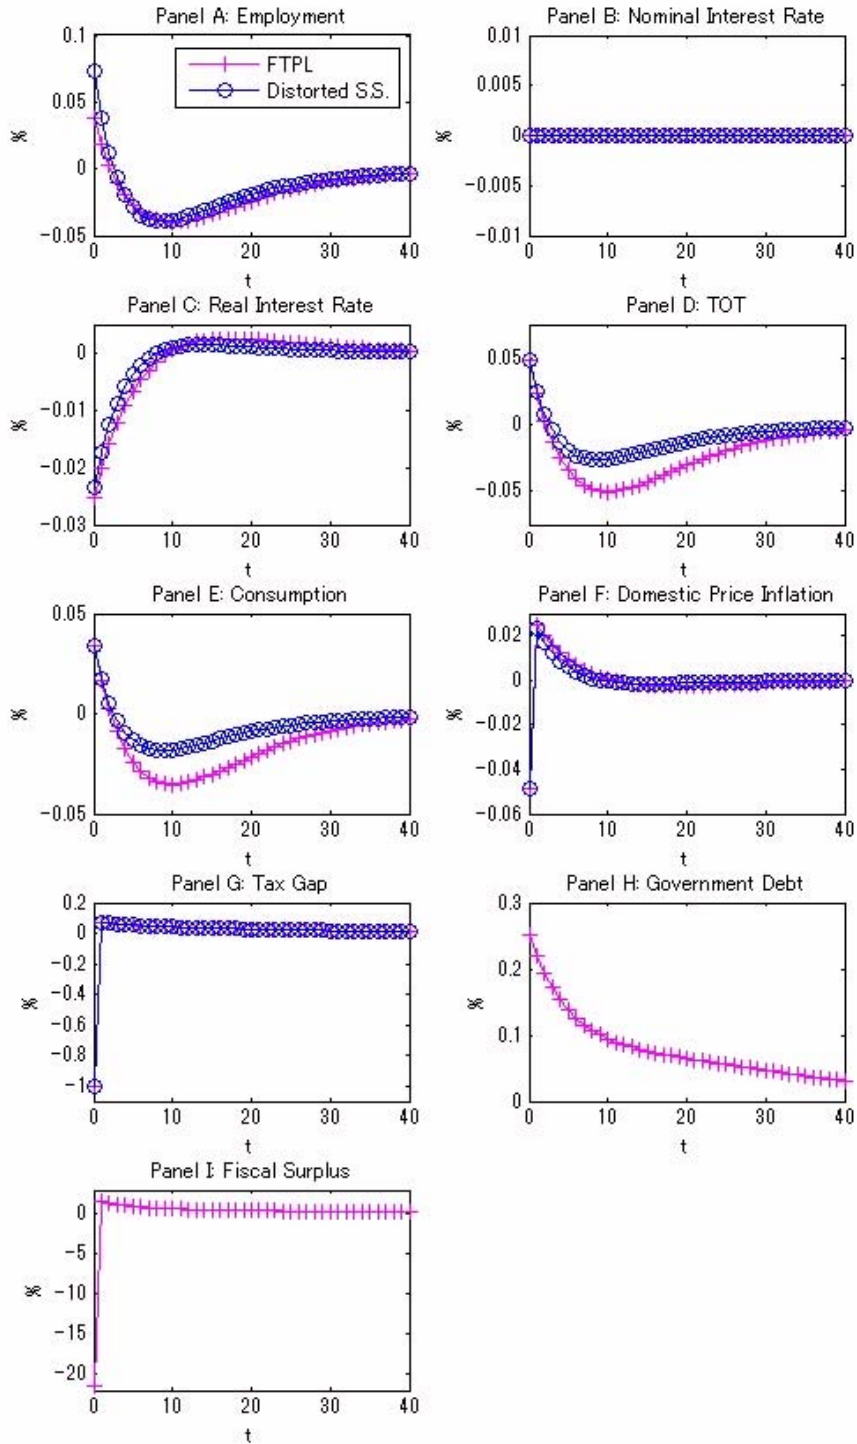 Panel A: Employment
Panel B: Nominal Interest Rate
0.1
0.05
0
-0.05
%
FTPL
Distorted S.S.
0 10 20 30 40
t
0.01
0.005
0
-0.005
-0.01
%
0 10 20 30 40
t
Panel C: Real Interest Rate
Panel D: TOT
0
-0.01
-0.02
-0.03
%
0 10 20 30 40
t
0.05
0
-0.05
%
0 10 20 30 40
t
Panel E: Consumption
Panel F: Domestic Price Inflation
0.05
0
-0.05
%
0 10 20 30 40
t
0.02
0
-0.02
-0.04
-0.06
%
0 10 20 30 40
t
Panel G: Tax Gap
Panel H: Government Debt
0.2
0
-0.2
-0.4
-0.6
-0.8
-1
%
0 10 20 30 40
t
0.3
0.2
0.1
0
%
0 10 20 30 40
t
Panel I: Fiscal Surplus
0
-5
-10
-15
-20
%
0 10 20 30 40
t